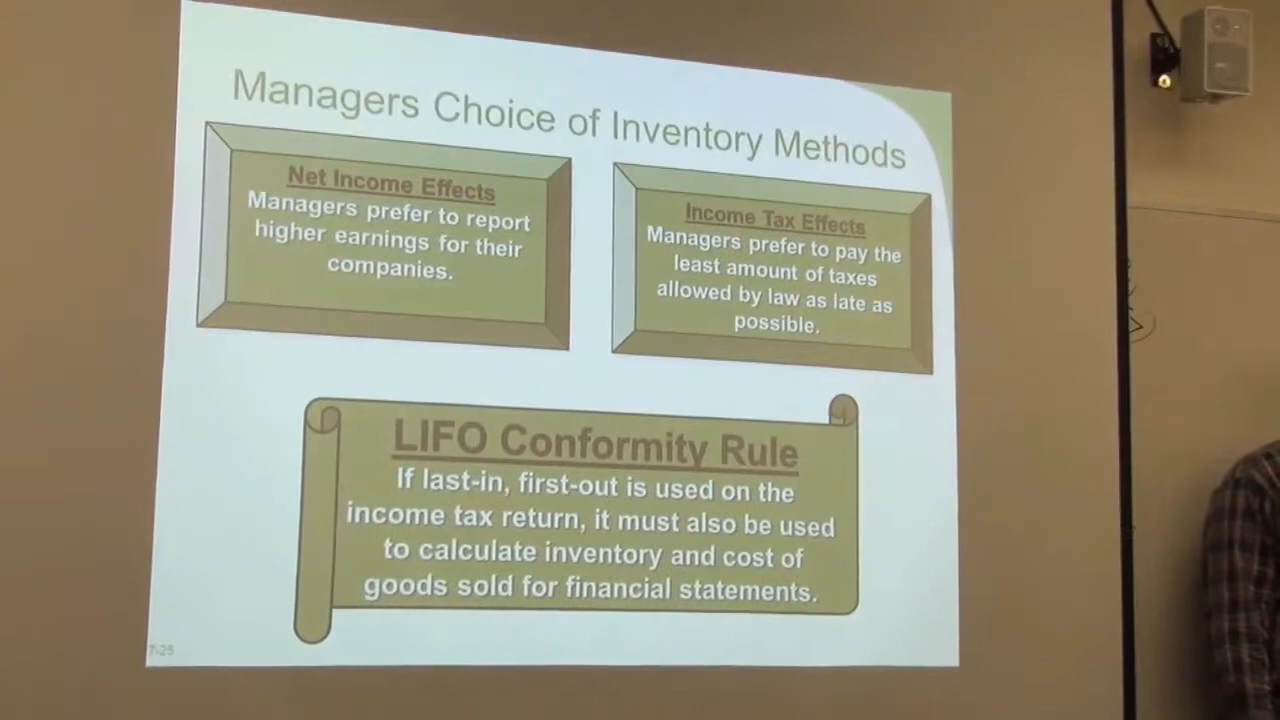 Managers Choice of Inventory Methods
Net Income Effects
Managers prefer to report
higher earnings for their
companies.
Income Tax Effects
Managers prefer to pay the
least amount of taxes
allowed by law as late as
possible.
LIFO Conformity Rule
If last-in, first-out is used on the
income tax return, it must also be used
to calculate inventory and cost of
goods sold for financial statements.
7-25